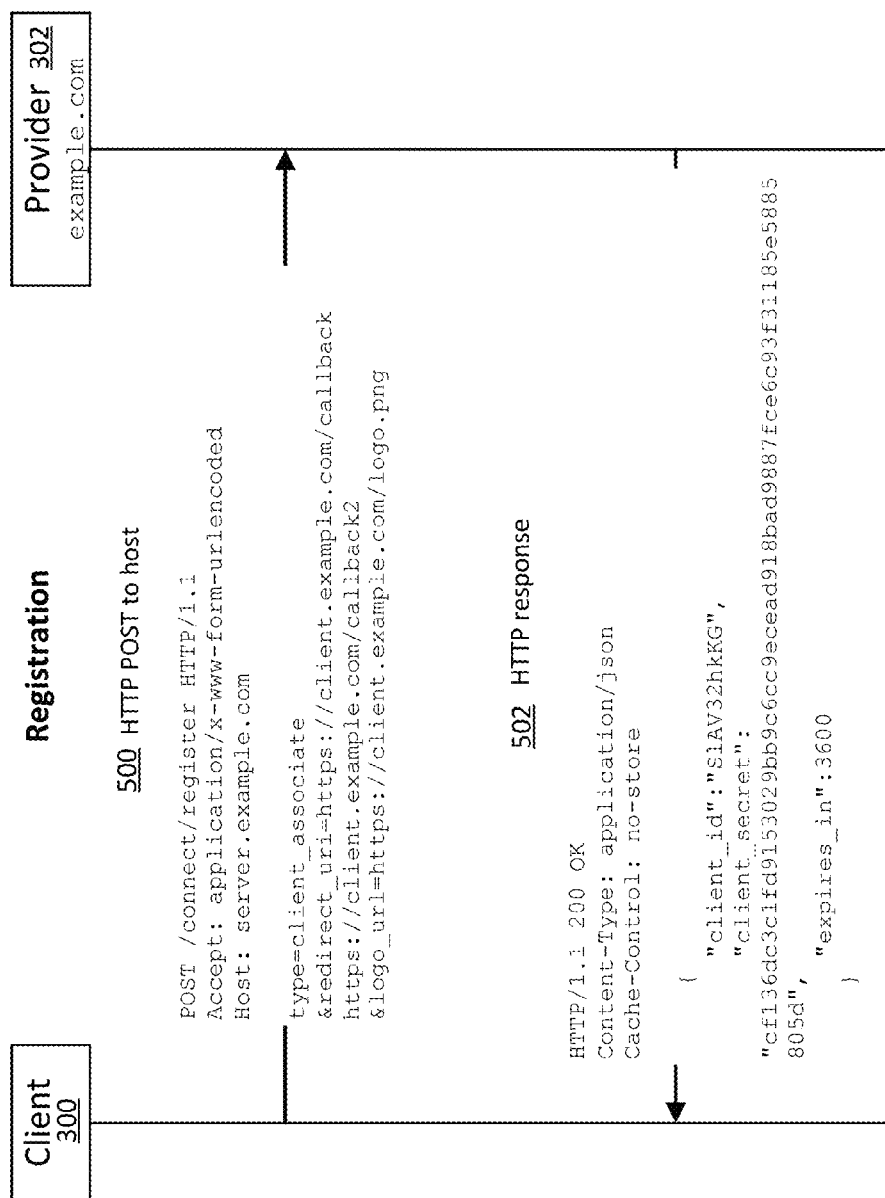 Registration
Client
300
Provider 302
example.com
500 HTTP POST to host
POST /connect/register HTTP/1.1
Accept: application/x-www-form-urlencoded
Host: server.example.com
type=client_associate
&redirect_uri=https://client.example.com/callback
https://client.example.com/callback2
&logo_url=https://client.example.com/logo.png
502 HTTP response
HTTP/1.1 200 OK
Content-Type: application/json
Cache-Control: no-store
{
"client_id":"SlAV32hkKG",
"client_secret":
"cf136dc3c1fd9153029bb9c6cc9ecead918bad9887fce6c93f31185e5885
805d",
"expires_in":3600
}